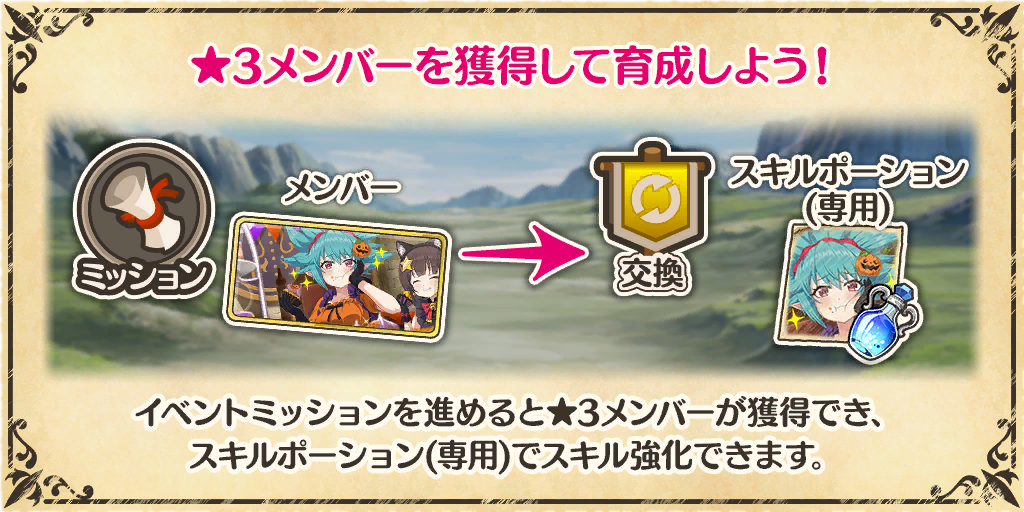 ★3メンバーを獲得して育成しよう!
ミッション
メンバー
交換
スキルポーション
(専用)
イベントミッションを進めると★3メンバーが獲得でき、
スキルポーション(専用)でスキル強化できます。